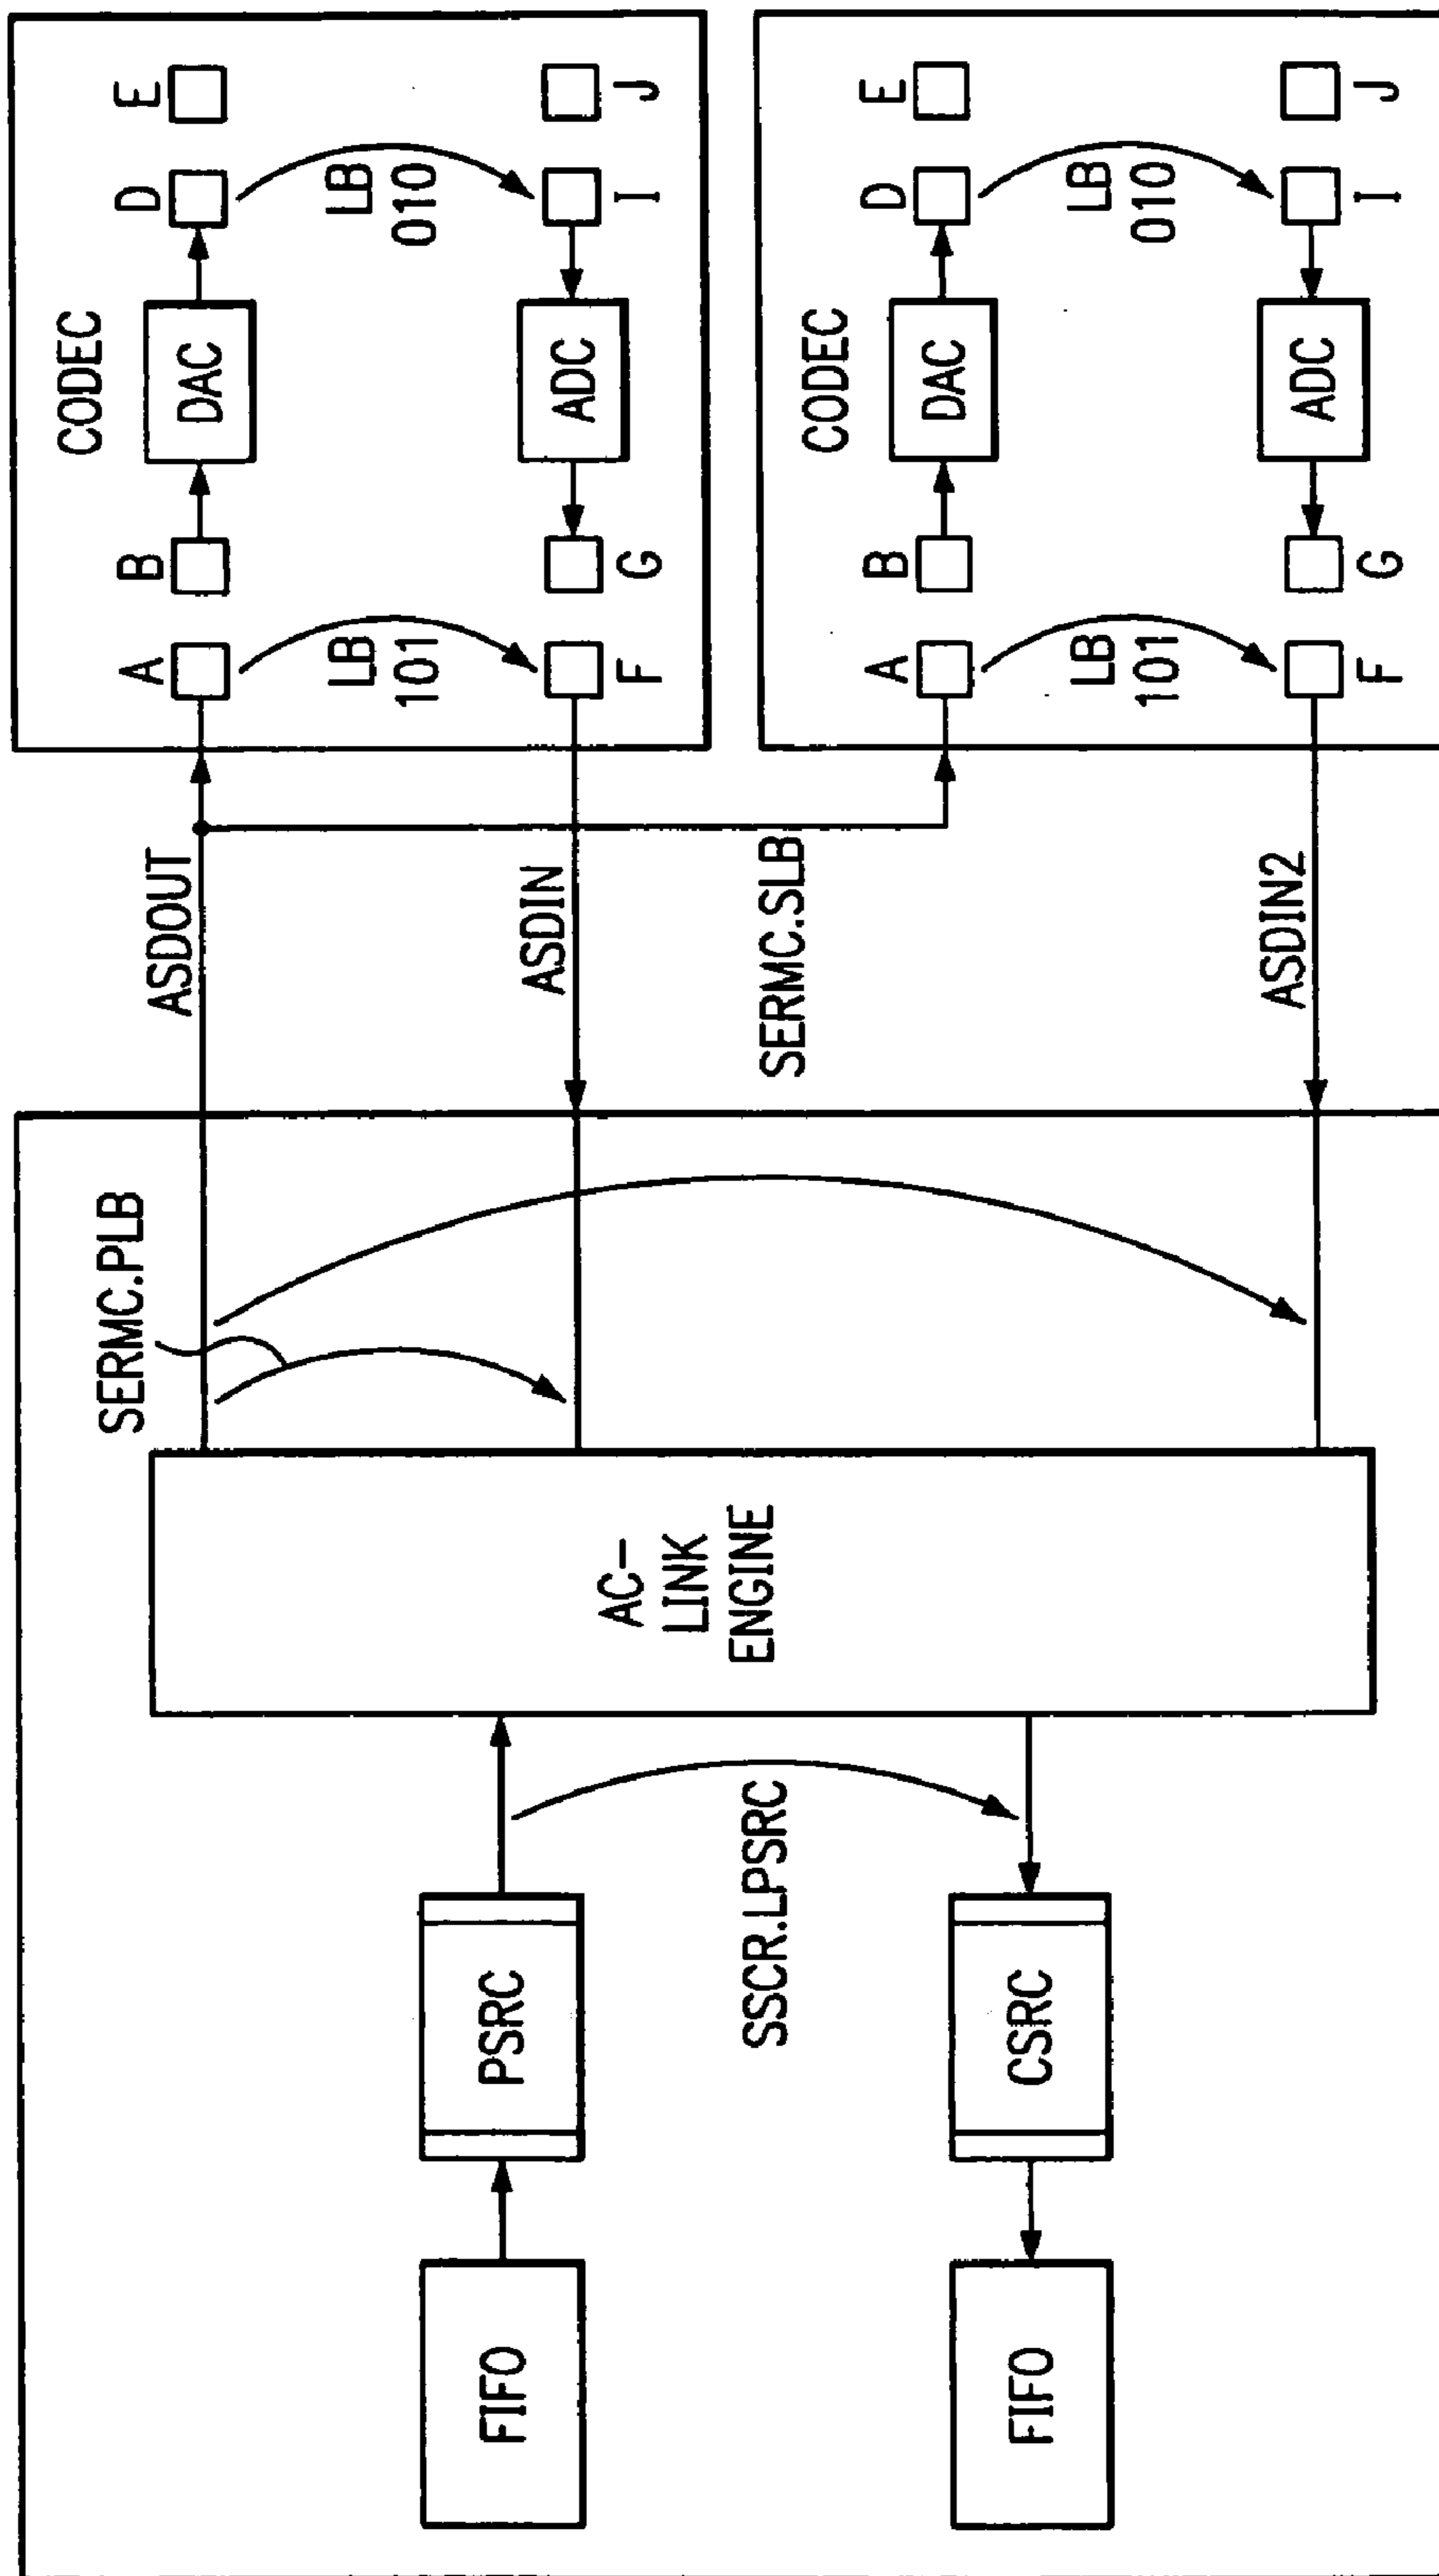 FIFO
PSRC
SSCR.LPSRC
FIFO
CSRC
AC-
LINK
ENGINE
SERMC.PLB
ASDOUT
ASDIN
SERMC.SLB
ASDIN2
CODEC
A
B
DAC
D
E
LB
101
LB
010
F
G
ADC
I
J
CODEC
A
B
DAC
D
E
LB
101
LB
010
F
G
ADC
I
J